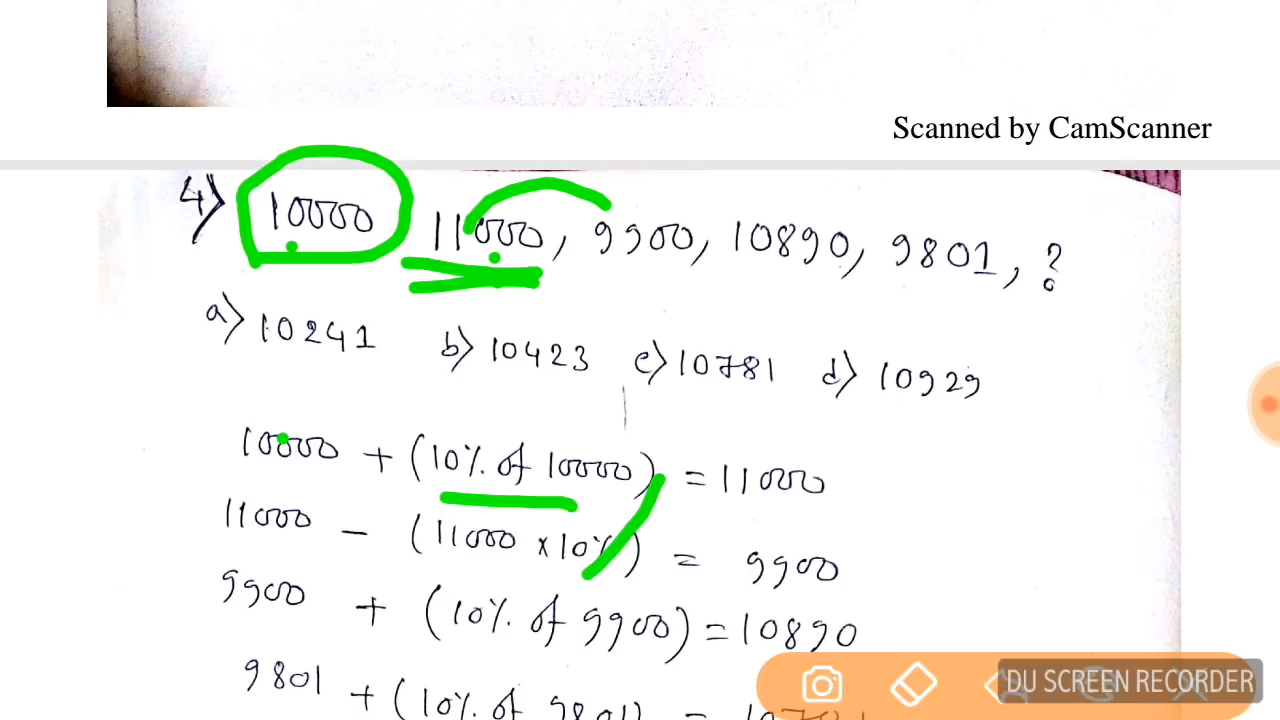 Scanned by CamScanner
4) 10000 11000, 9900, 10890, 9801, ?
a) 10241 b) 10423 c) 10781 d) 10929
10000 + (10% of 10000) = 11000
11000 - (11000 x 10%) = 9900
9900 + (10% of 9900) = 10890
9801 + (10% of 9801) =
DU SCREEN RECORDER